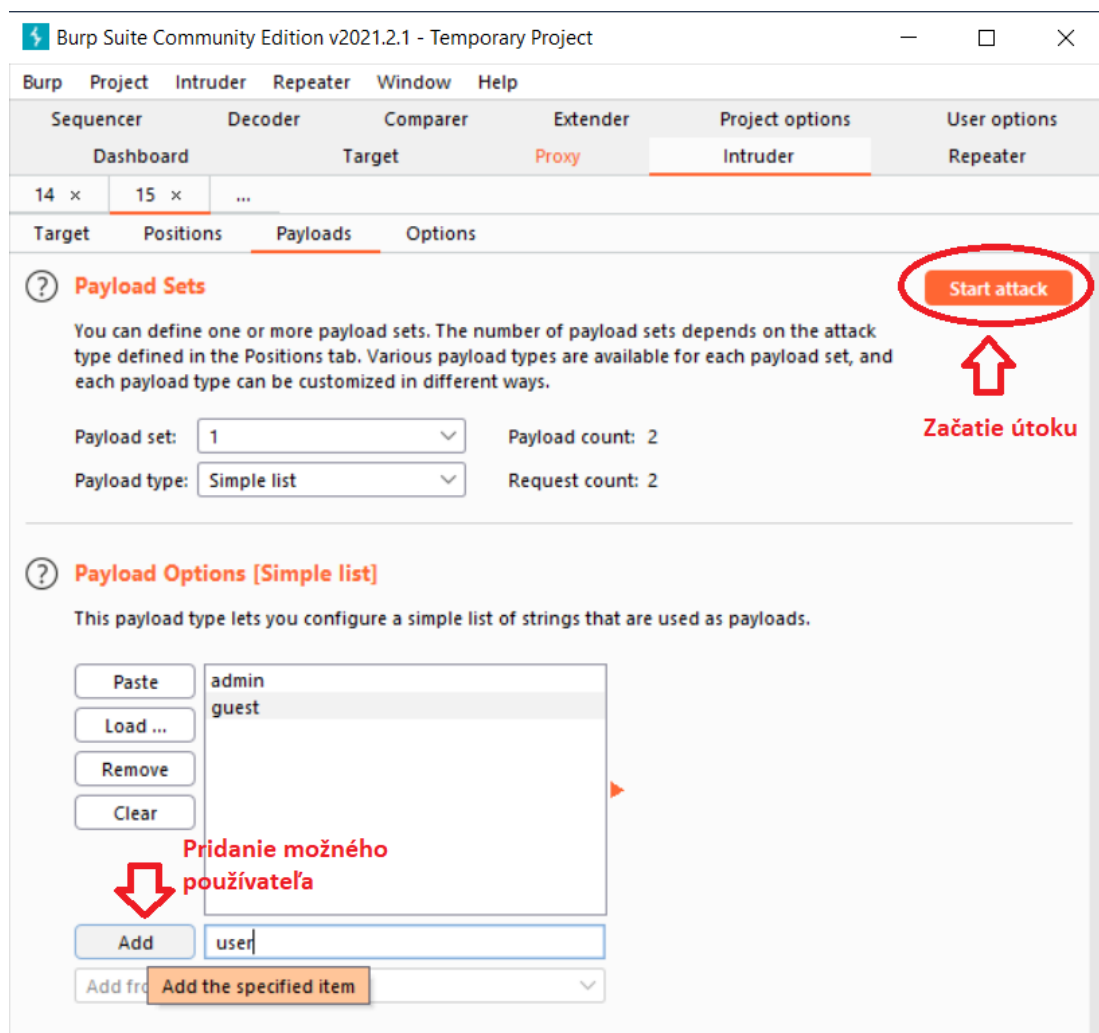 Burp Suite Community Edition v2021.2.1 - Temporary Project
Burp Project Intruder Repeater Window Help
Sequencer Decoder Comparer Extender Project options User options
Dashboard Target Proxy Intruder Repeater
14 × 15 × ...
Target Positions Payloads Options
? Payload Sets
Start attack
You can define one or more payload sets. The number of payload sets depends on the attack
type defined in the Positions tab. Various payload types are available for each payload set, and
each payload type can be customized in different ways.
Začatie útoku
Payload set: 1 Payload count: 2
Payload type: Simple list Request count: 2
? Payload Options [Simple list]
This payload type lets you configure a simple list of strings that are used as payloads.
Paste
Load ...
Remove
Clear
admin
guest
Pridanie možného
používateľa
Add user
Add the specified item